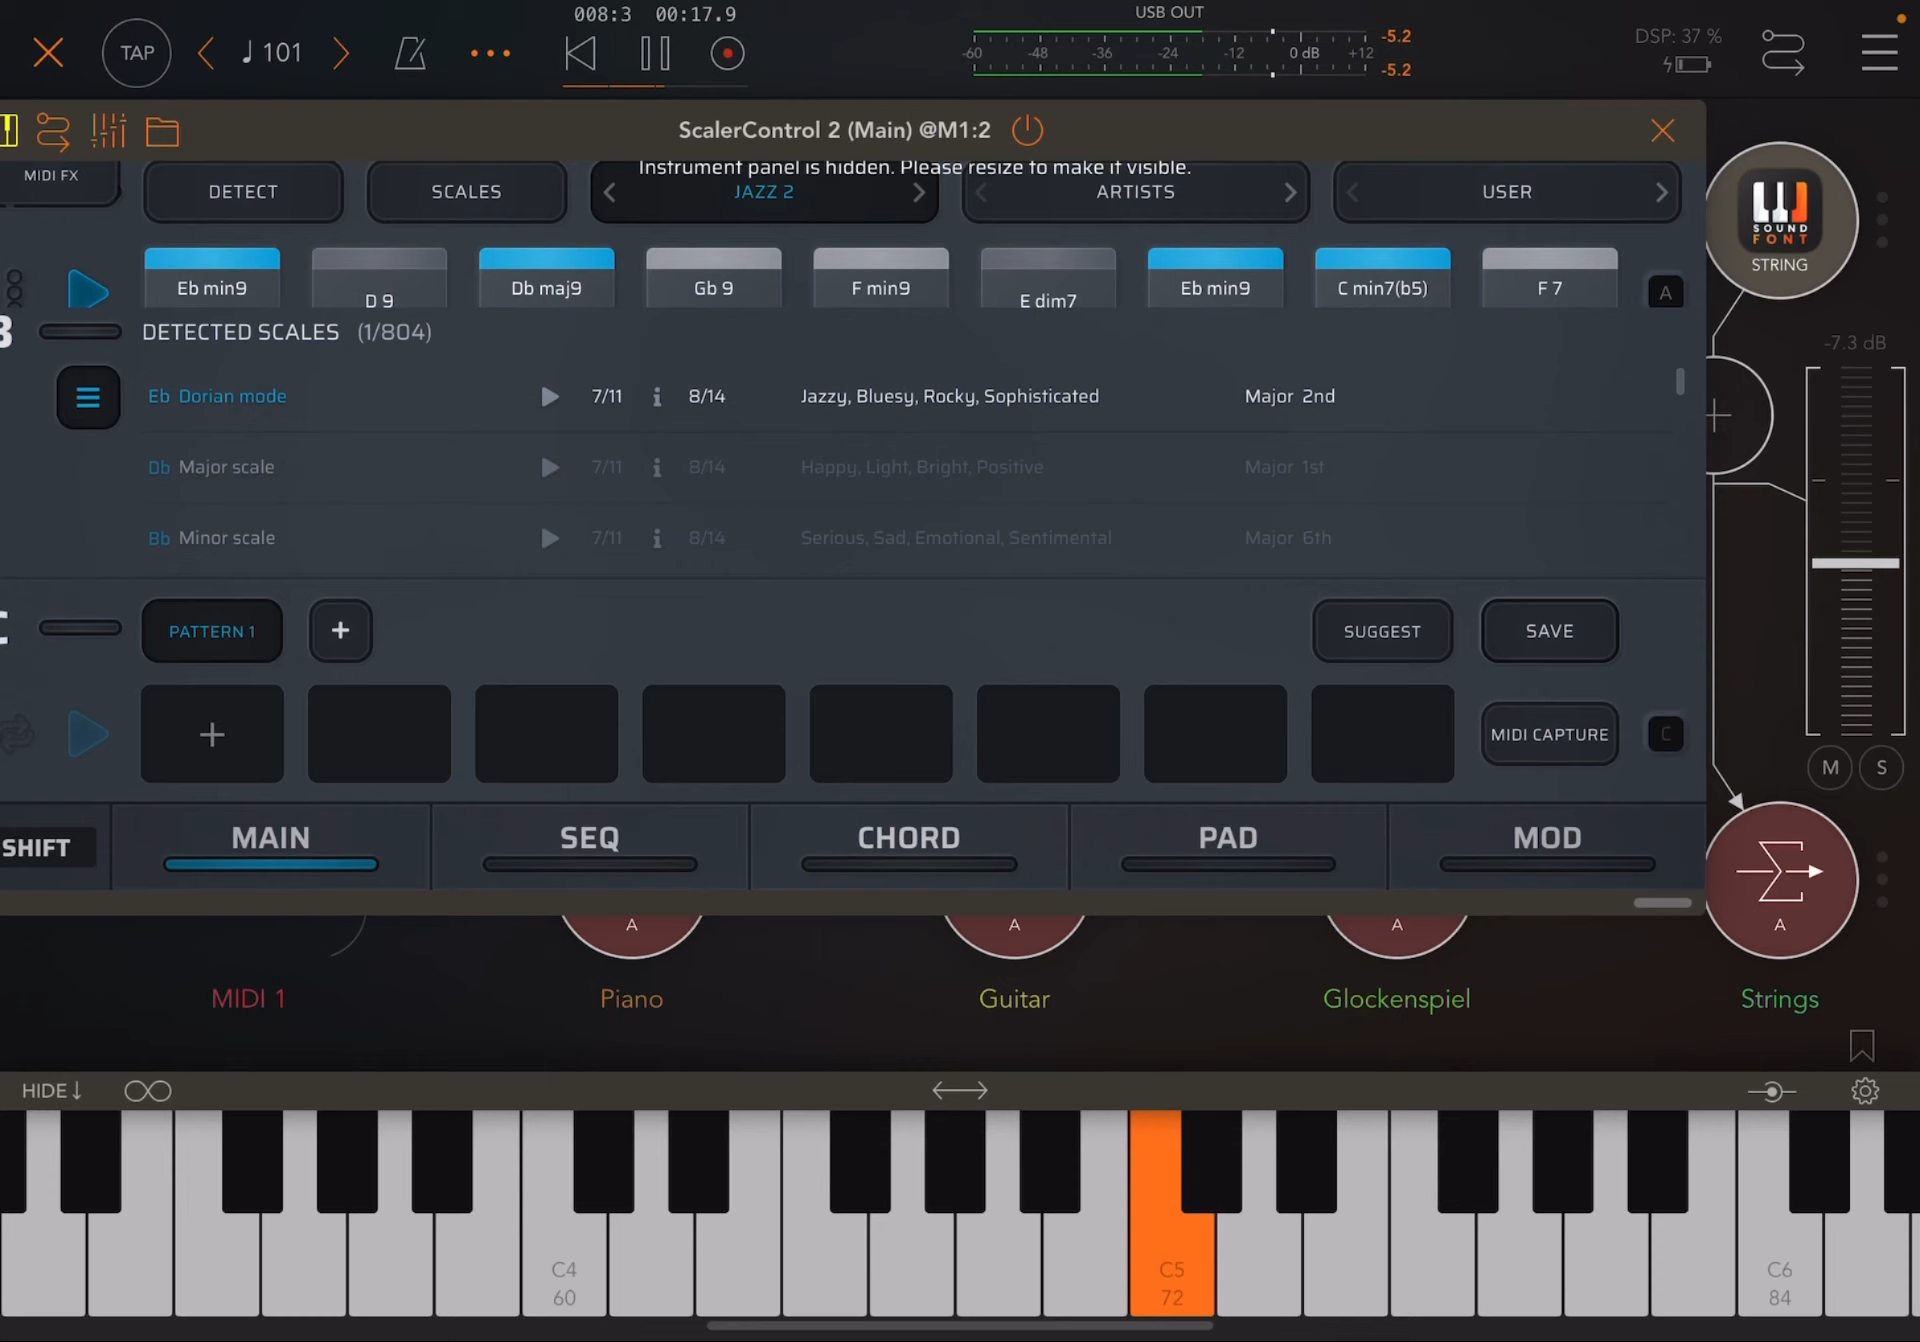 008:3 00:17.9
USB OUT
TAP
♩ 101
-60 -48 -36 -24 -12 0 dB +12
-5.2
-5.2
DSP: 37 %
ScalerControl 2 (Main) @M1:2
Instrument panel is hidden. Please resize to make it visible.
MIDI FX
DETECT
SCALES
JAZZ 2
ARTISTS
USER
SOUND
FONT
STRING
Eb min9
D 9
Db maj9
Gb 9
F min9
E dim7
Eb min9
C min7(b5)
F 7
A
B
DETECTED SCALES (1/804)
-7.3 dB
Eb Dorian mode 7/11 8/14 Jazzy, Bluesy, Rocky, Sophisticated Major 2nd
Db Major scale 7/11 8/14 Happy, Light, Bright, Positive Major 1st
Bb Minor scale 7/11 8/14 Serious, Sad, Emotional, Sentimental Major 6th
C
PATTERN 1
+
SUGGEST
SAVE
+
MIDI CAPTURE
C
M
S
SHIFT
MAIN
SEQ
CHORD
PAD
MOD
A
A
A
A
MIDI 1
Piano
Guitar
Glockenspiel
Strings
HIDE↓
C4
60
C5
72
C6
84